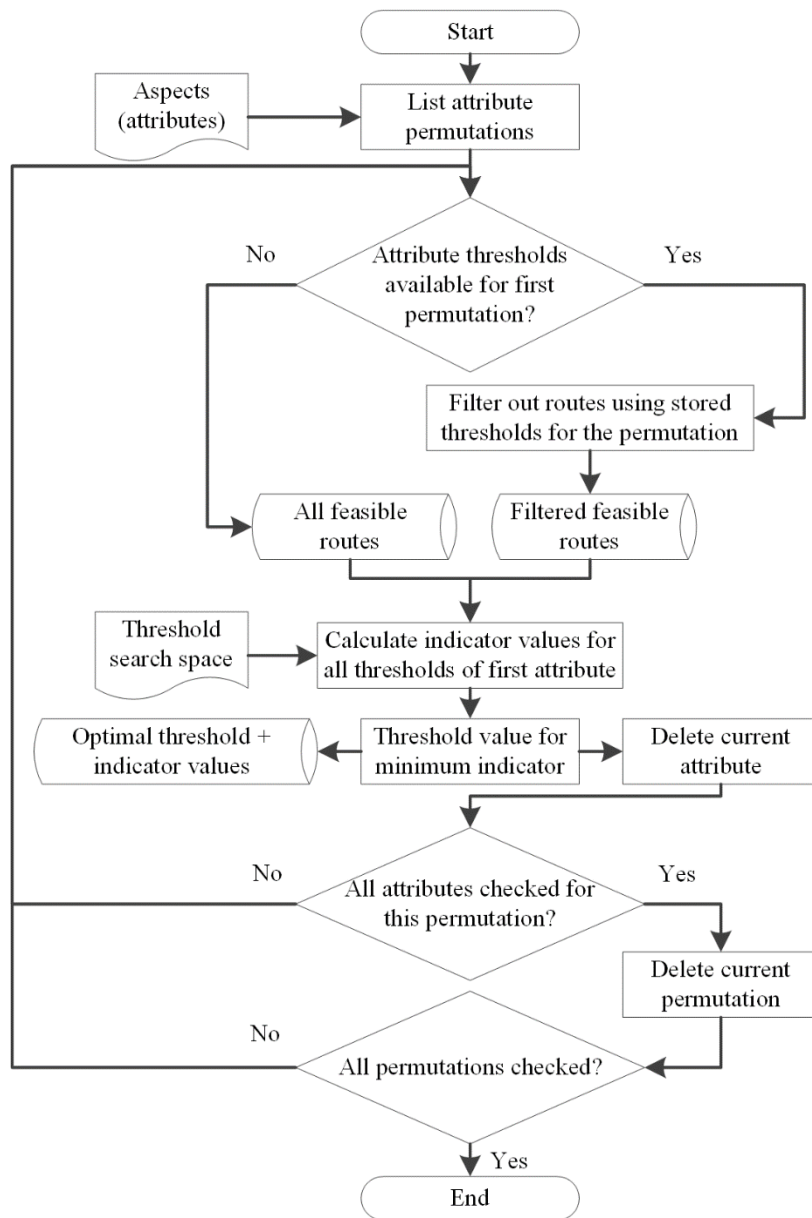 Start
Aspects
(attributes)
List attribute
permutations
No
Attribute thresholds
available for first
permutation?
Yes
Filter out routes using stored
thresholds for the permutation
All feasible
routes
Filtered feasible
routes
Threshold
search space
Calculate indicator values for
all thresholds of first attribute
Optimal threshold +
indicator values
Threshold value for
minimum indicator
Delete current
attribute
No
All attributes checked for
this permutation?
Yes
Delete current
permutation
No
All permutations checked?
Yes
End